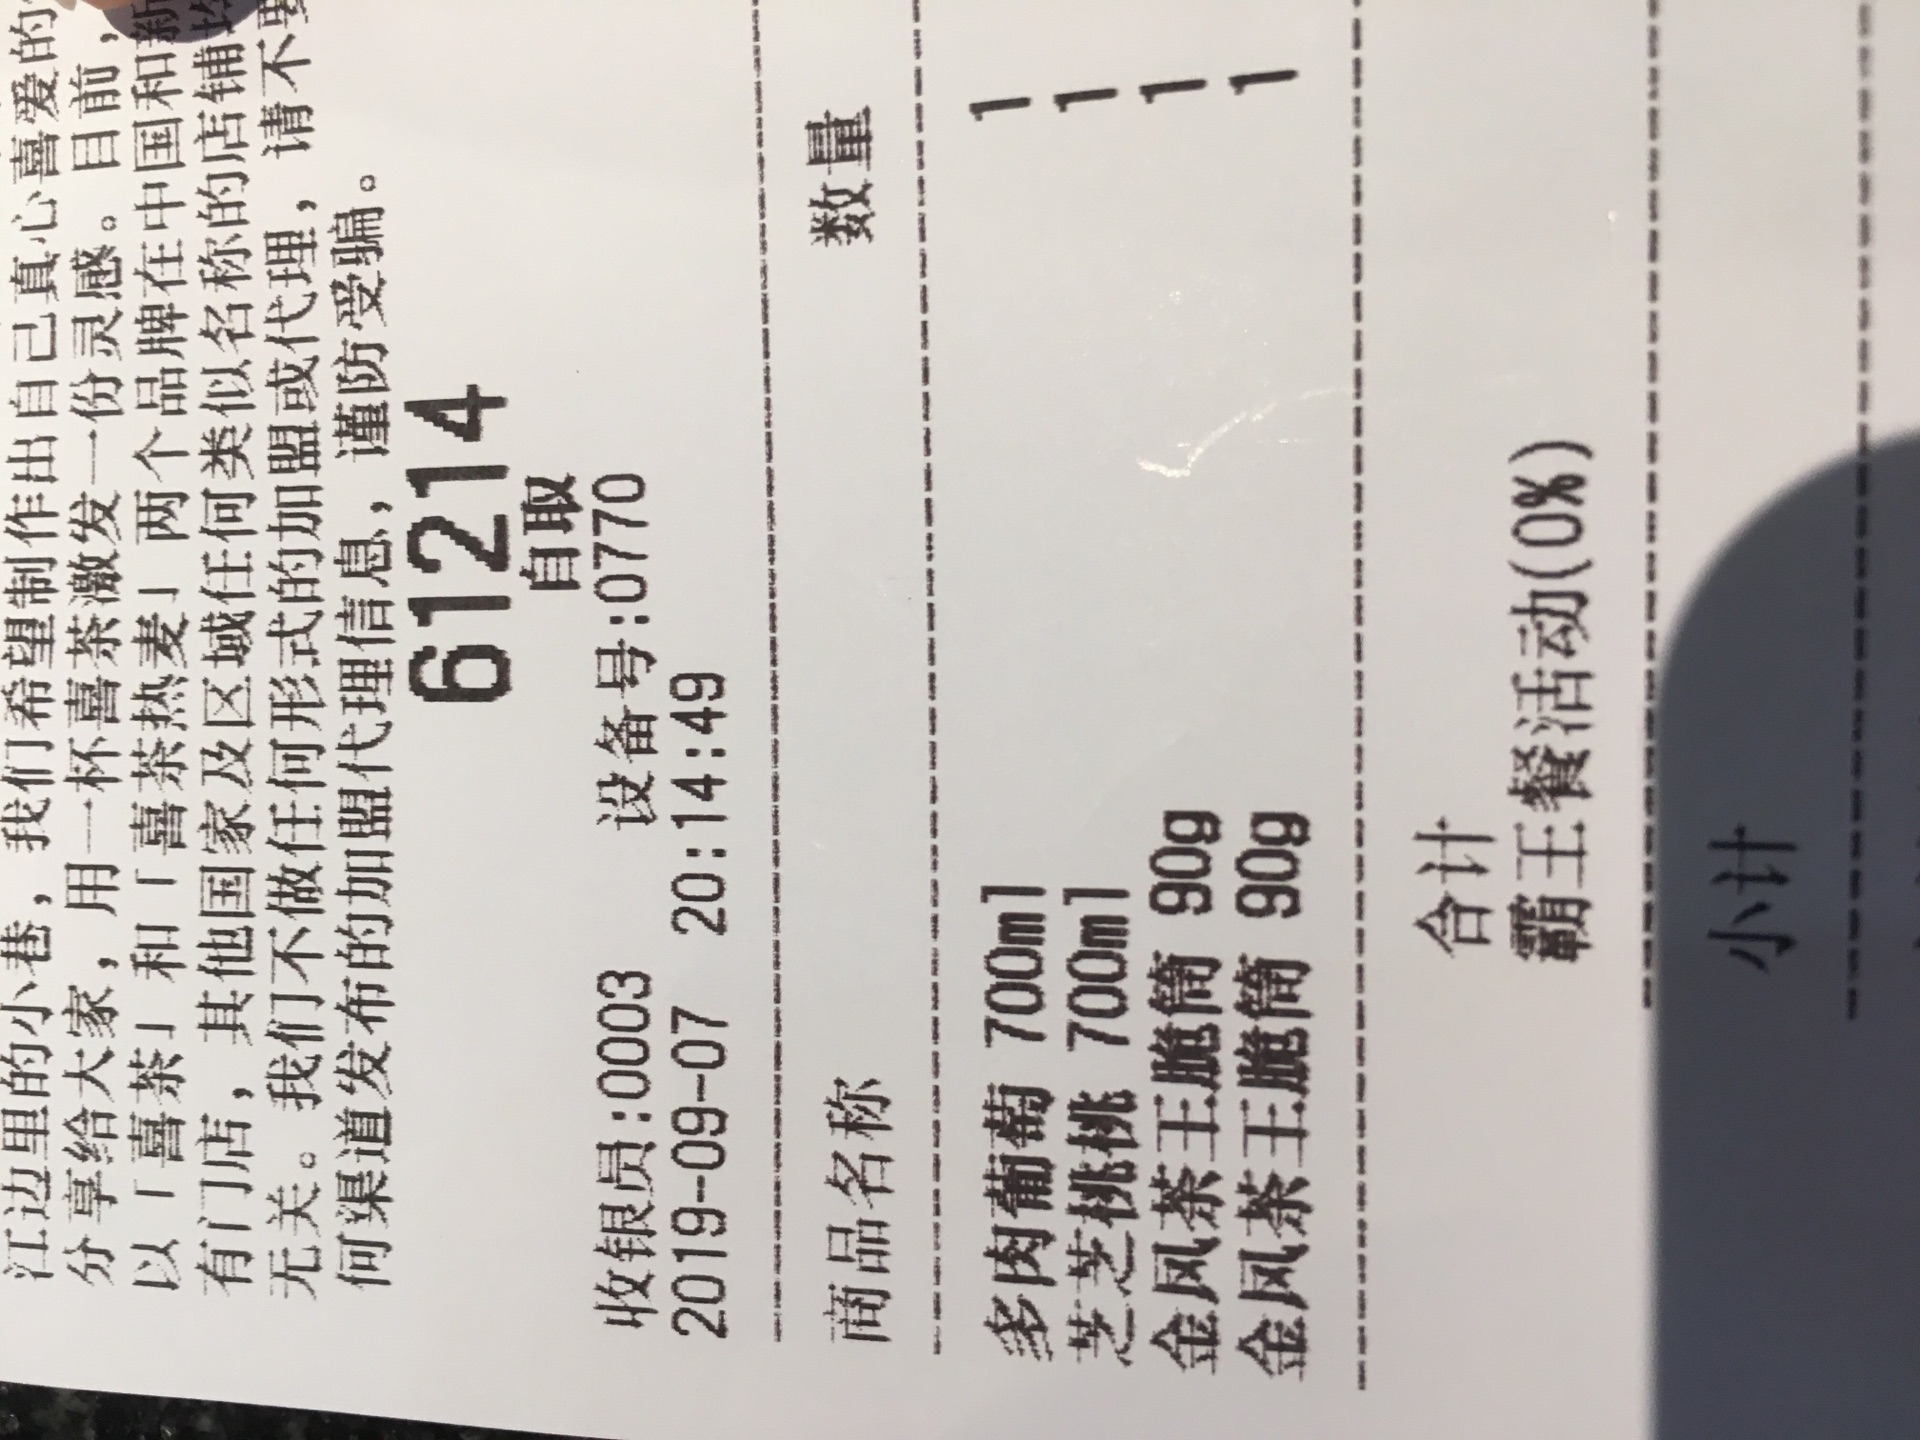 江边里的小巷，我们希望制作出自己真心喜爱的
分享给大家，用一杯喜茶激发一份灵感。目前，
以「喜茶」和「喜茶热麦」两个品牌在中国和新
有门店，其他国家及区域任何类似名称的店铺均
无关。我们不做任何形式的加盟或代理，请不要
何渠道发布的加盟代理信息，谨防受骗。
61214
自取
收银员:0003 设备号:0770
2019-09-07 20:14:49
商品名称 数量
多肉葡萄 700ml 1
芝芝桃桃 700ml 1
金凤茶王脆筒 90g 1
金凤茶王脆筒 90g 1
合计
霸王餐活动(0%)
小计